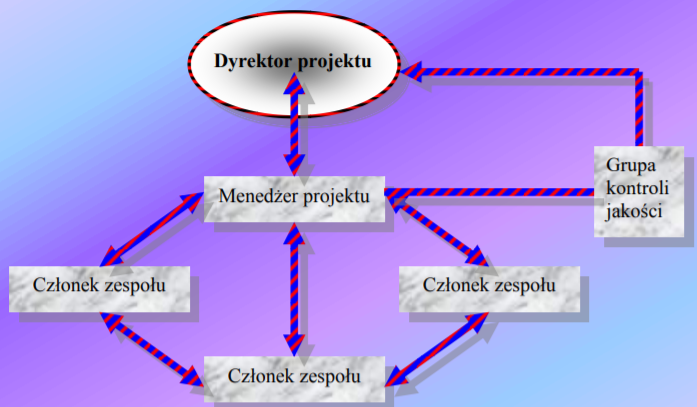 Dyrektor projektu
Grupa
kontroli
jakości
Menedżer projektu
Członek zespołu
Członek zespołu
Członek zespołu